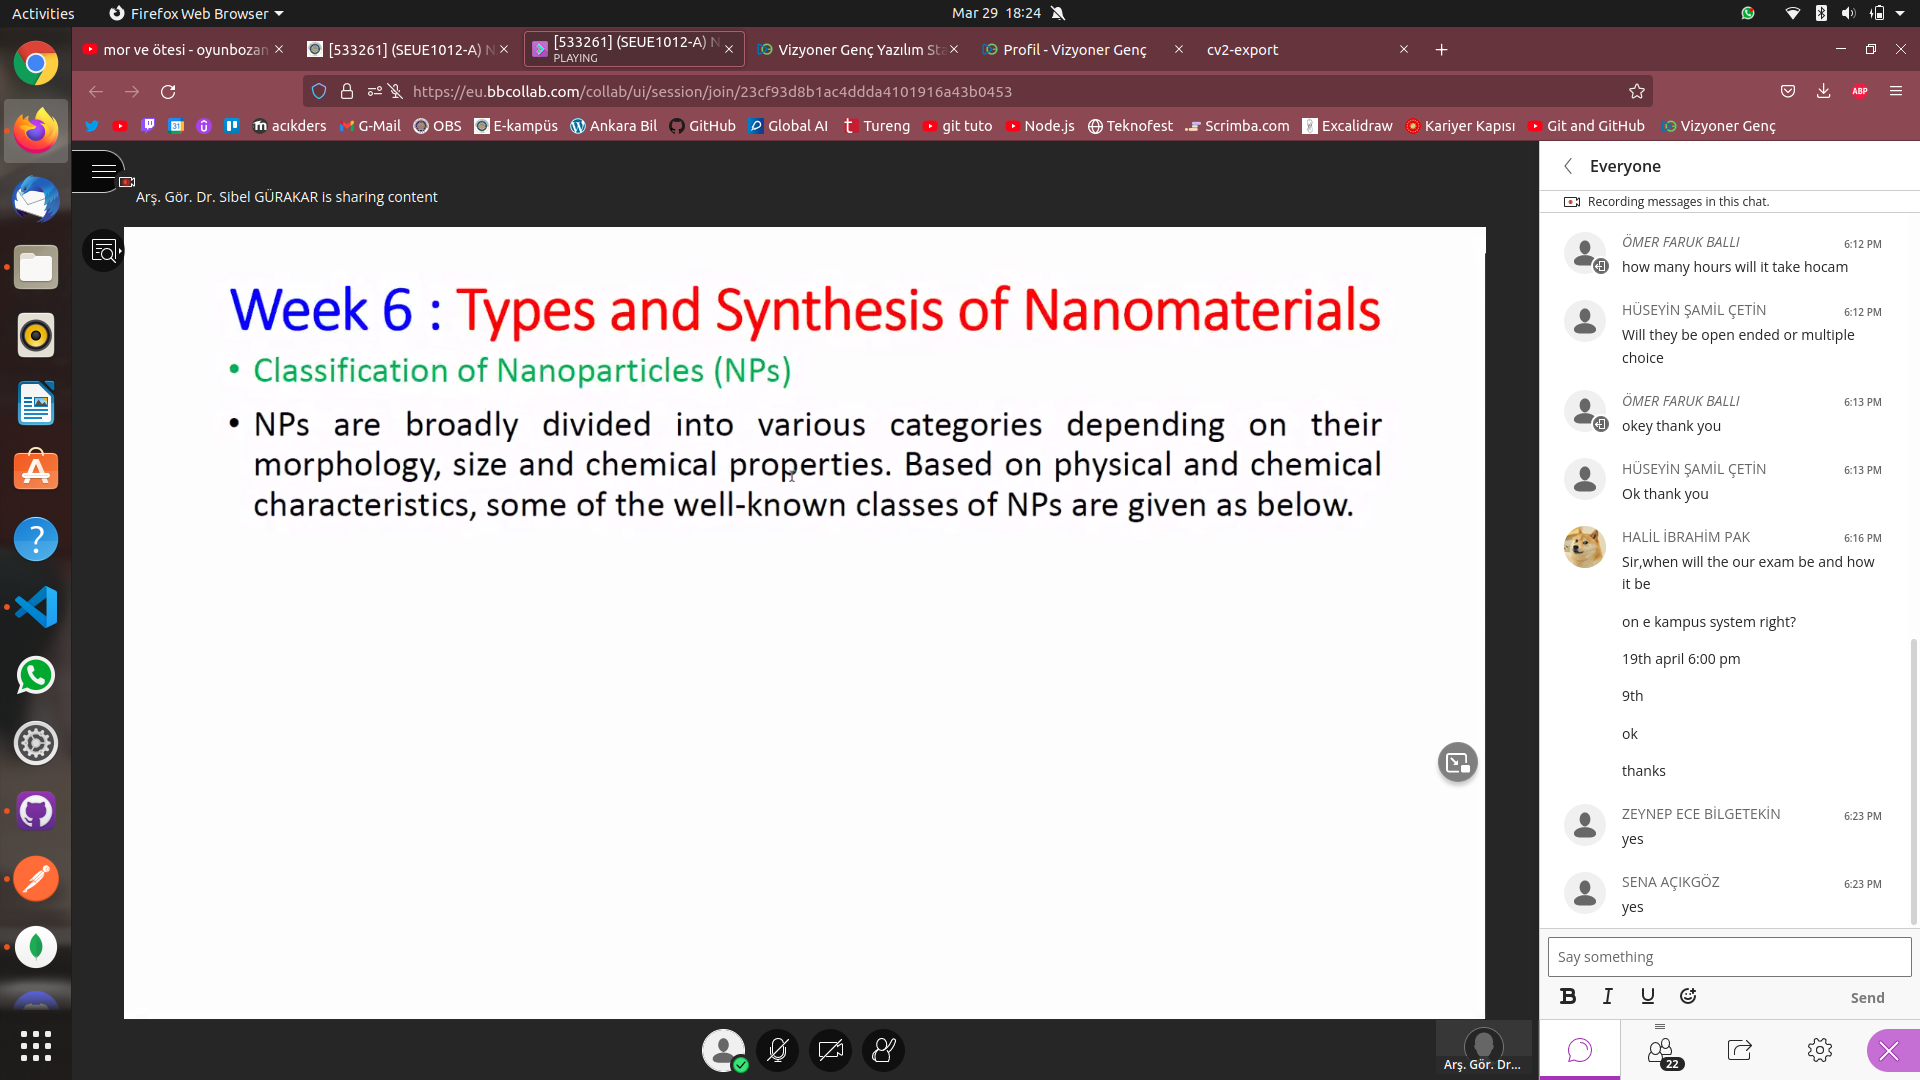 Activities
Firefox Web Browser
Mar 29 18:24
mor ve ötesi - oyunbozan
[533261] (SEUE1012-A) N
[533261] (SEUE1012-A) N
PLAYING
Vizyoner Genç Yazılım Sta
Profil - Vizyoner Genç
cv2-export
https://eu.bbcollab.com/collab/ui/session/join/23cf93d8b1ac4ddda4101916a43b0453
ABP
acıkders
G-Mail
OBS
E-kampüs
Ankara Bil
GitHub
Global AI
Tureng
git tuto
Node.js
Teknofest
Scrimba.com
Excalidraw
Kariyer Kapısı
Git and GitHub
Vizyoner Genç
Arş. Gör. Dr. Sibel GÜRAKAR is sharing content
Week 6 : Types and Synthesis of Nanomaterials
• Classification of Nanoparticles (NPs)
• NPs are broadly divided into various categories depending on their
morphology, size and chemical properties. Based on physical and chemical
characteristics, some of the well-known classes of NPs are given as below.
Arş. Gör. Dr...
Everyone
Recording messages in this chat.
ÖMER FARUK BALLI 6:12 PM
how many hours will it take hocam
HÜSEYİN ŞAMİL ÇETİN 6:12 PM
Will they be open ended or multiple
choice
ÖMER FARUK BALLI 6:13 PM
okey thank you
HÜSEYİN ŞAMİL ÇETİN 6:13 PM
Ok thank you
HALİL İBRAHİM PAK 6:16 PM
Sir,when will the our exam be and how
it be
on e kampus system right?
19th april 6:00 pm
9th
ok
thanks
ZEYNEP ECE BİLGETEKİN 6:23 PM
yes
SENA AÇIKGÖZ 6:23 PM
yes
Say something
B I U
Send
22